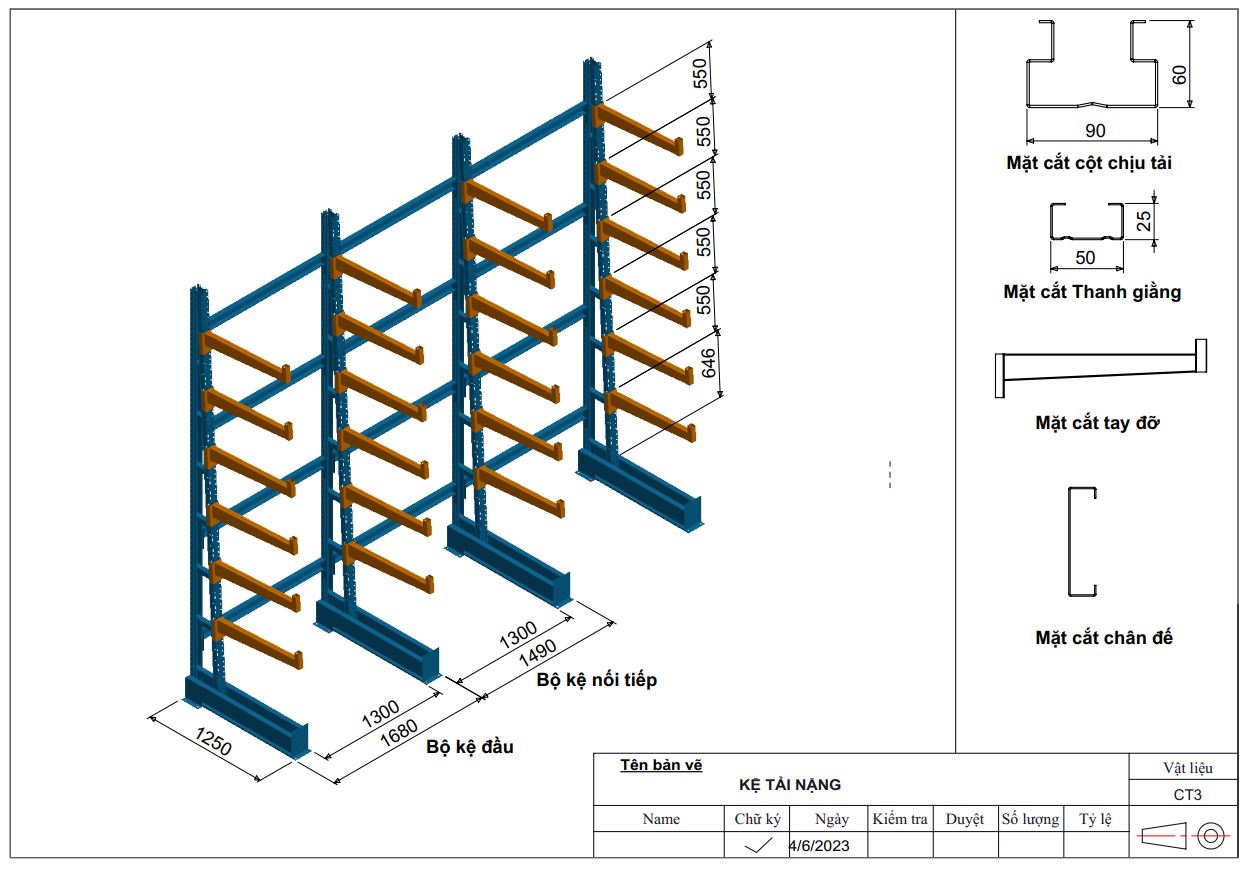 550
550
550
550
550
646
1300
1490
Bộ kệ nối tiếp
1300
1680
Bộ kệ đầu
1250
60
90
Mặt cắt cột chịu tải
25
50
Mặt cắt Thanh giằng
Mặt cắt tay đỡ
Mặt cắt chân đế
Tên bản vẽ
KỆ TẢI NẶNG
Vật liệu
CT3
Name Chữ ký Ngày Kiểm tra Duyệt Số lượng Tỷ lệ
4/6/2023